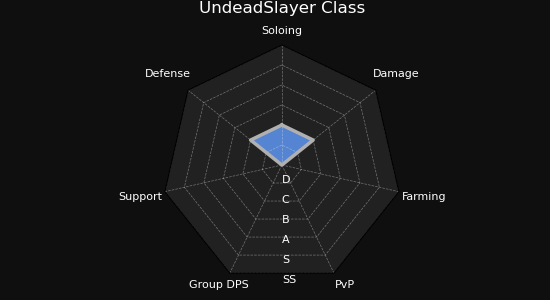 UndeadSlayer Class
Soloing
Defense
Damage
Support
Farming
D
C
B
A
S
SS
Group DPS
PvP